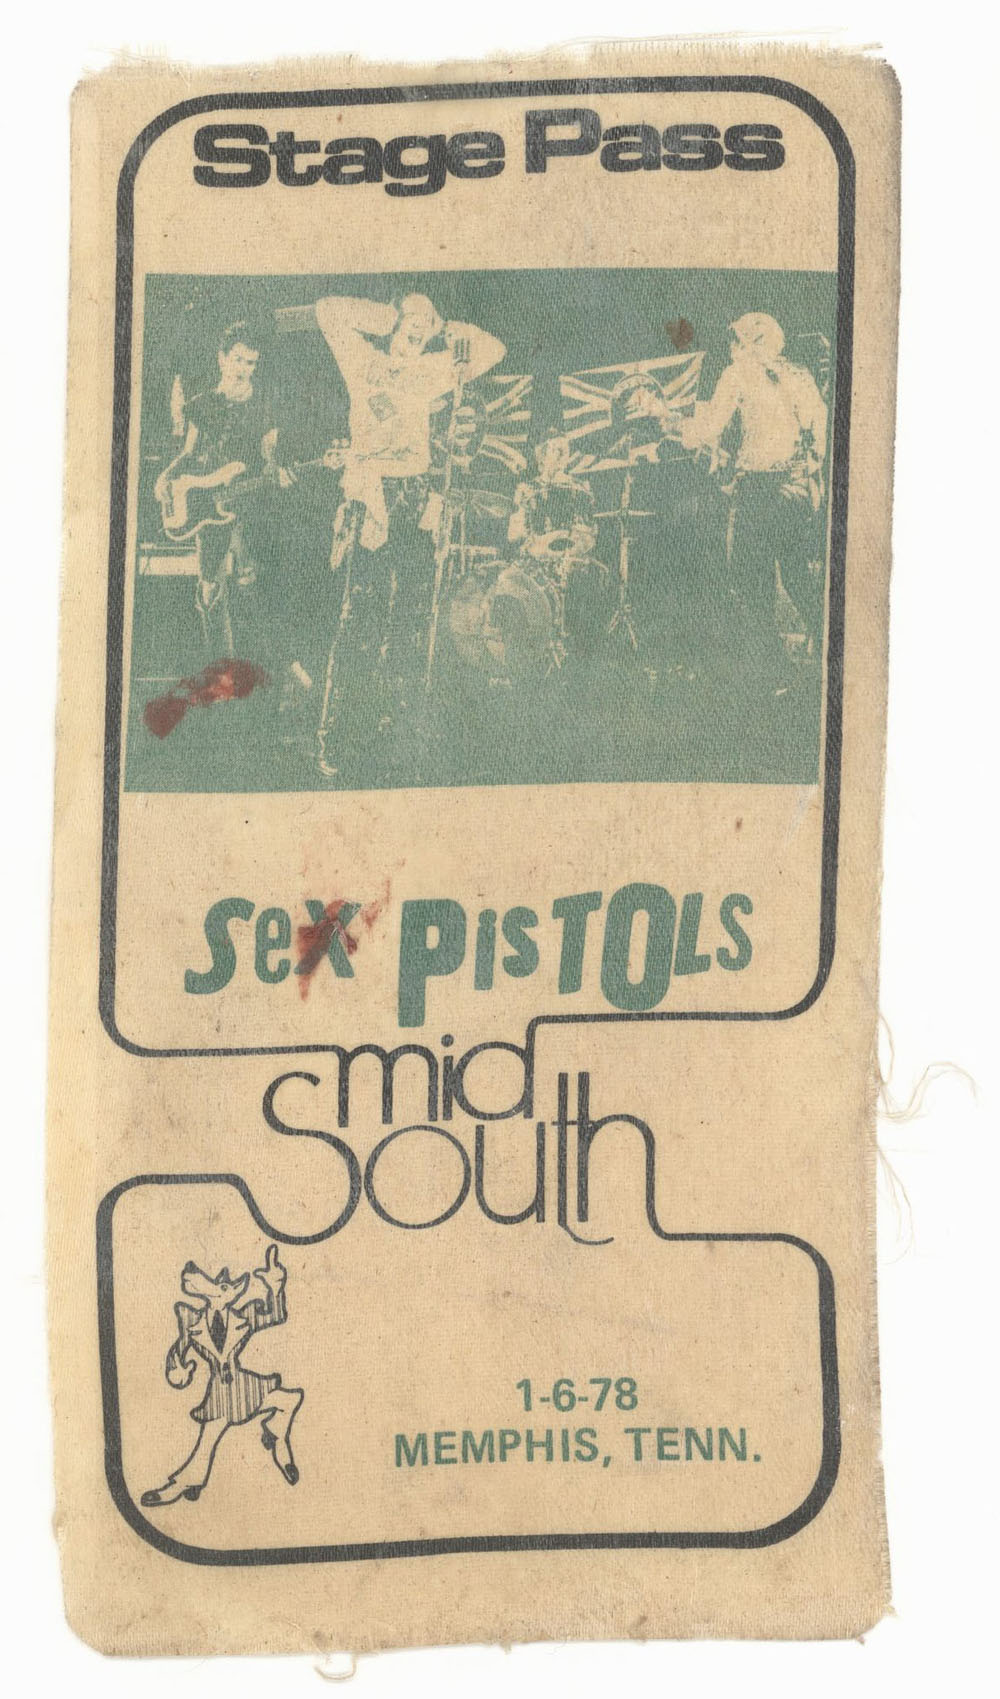 Stage Pass
Sex Pistols
mid
South
1-6-78
MEMPHIS, TENN.